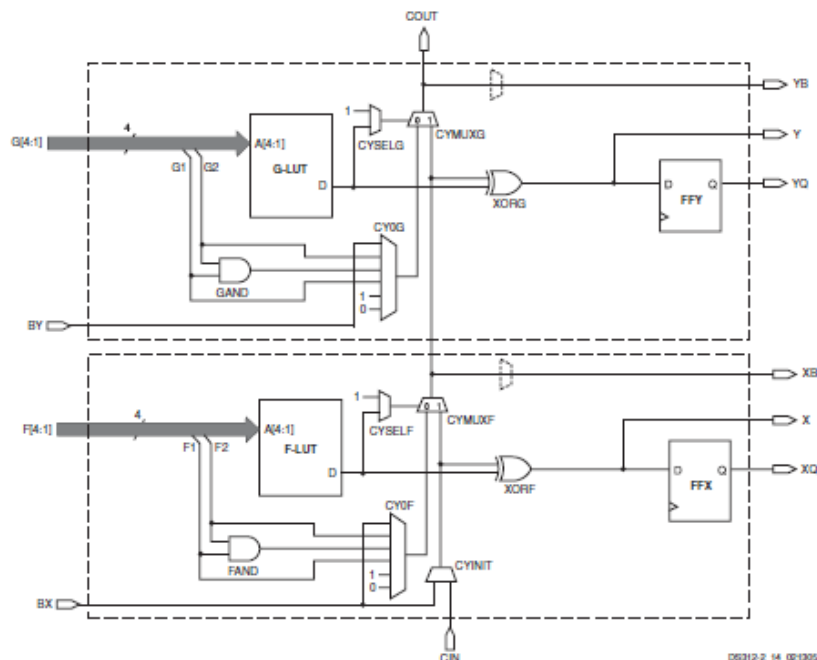 COUT
YB
1
0 1
CYMUXG
G[4:1]
4
A[4:1]
CYSELG
Y
G1
G2
G-LUT
D
XORG
D
Q
YQ
FFY
CY0G
GAND
1
0
BY
XB
1
0 1
CYMUXF
F[4:1]
4
A[4:1]
CYSELF
X
F1
F2
F-LUT
D
XORF
D
Q
XQ
FFX
CY0F
FAND
CYINIT
1
0
BX
CIN
DS312-2_14_021305